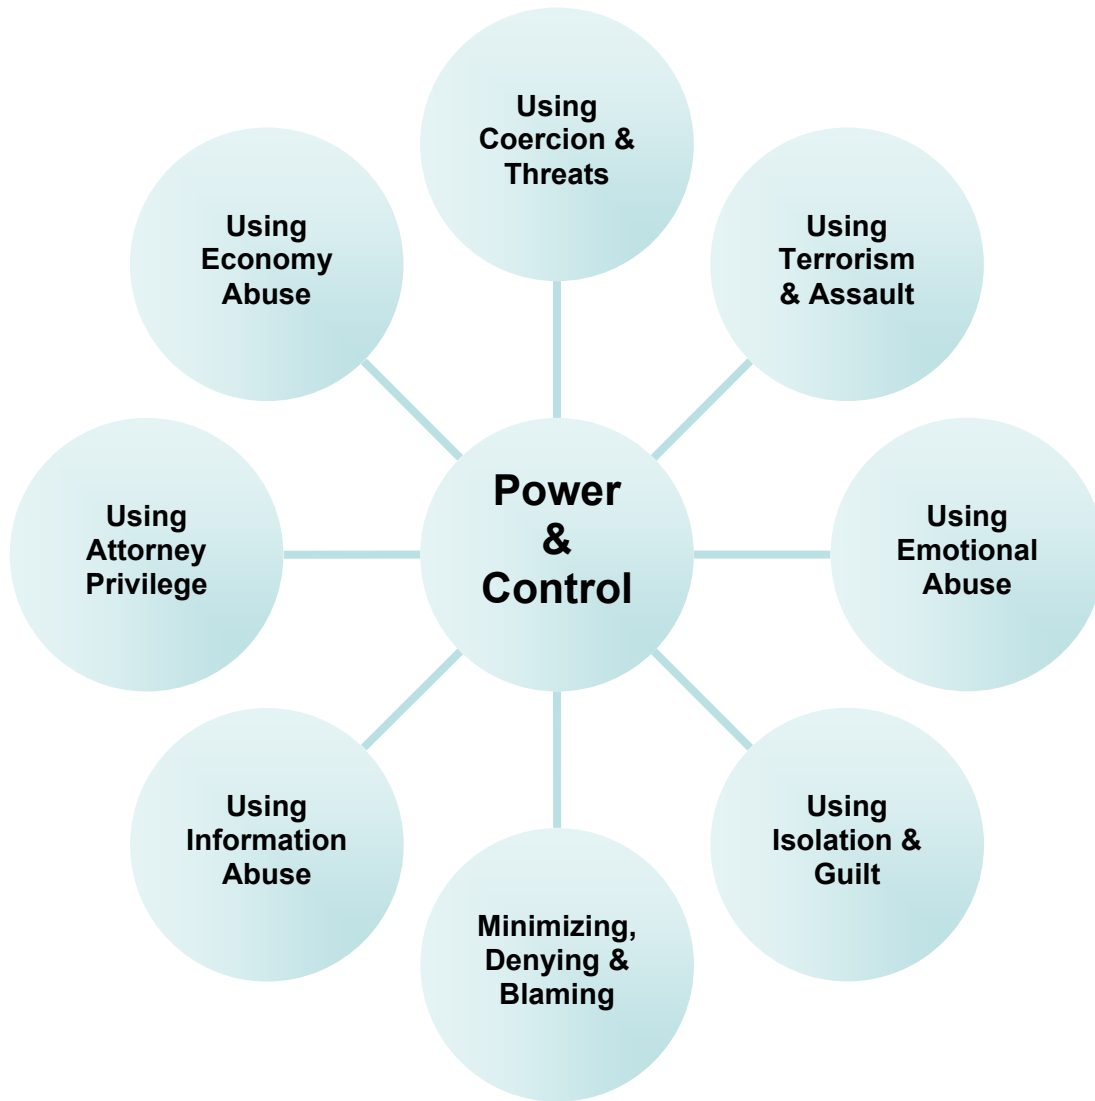 Using
Coercion &
Threats
Using
Terrorism
& Assault
Using
Emotional
Abuse
Using
Isolation &
Guilt
Minimizing,
Denying &
Blaming
Using
Information
Abuse
Using
Attorney
Privilege
Using
Economy
Abuse
Power
&
Control